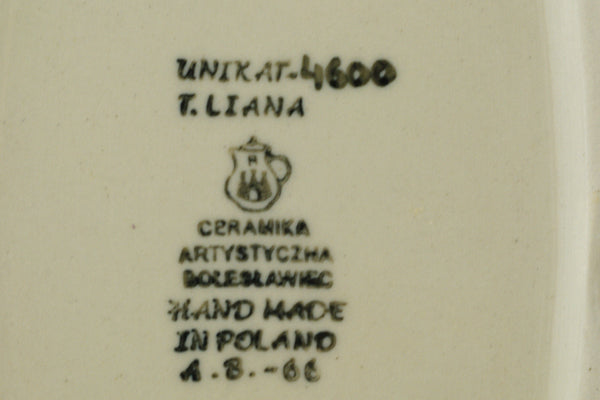 UNIKAT-4600
T. LIANA
CERAMIKA
ARTYSTYCZNA
BOLESŁAWIEC
HAND MADE
IN POLAND
A.B.-66